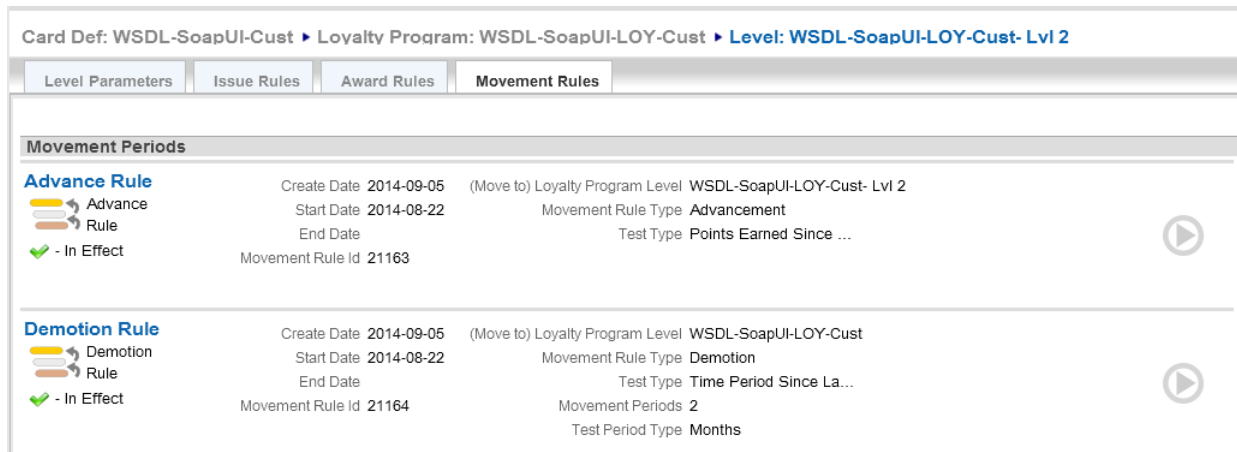 Card Def: WSDL-SoapUI-Cust Loyalty Program: WSDL-SoapUI-LOY-Cust Level: WSDL-SoapUI-LOY-Cust- Lvl 2
Level Parameters Issue Rules Award Rules Movement Rules
Movement Periods
Advance Rule
Advance
Rule
- In Effect
Create Date 2014-09-05
Start Date 2014-08-22
End Date
Movement Rule Id 21163
(Move to) Loyalty Program Level WSDL-SoapUI-LOY-Cust- Lvl 2
Movement Rule Type Advancement
Test Type Points Earned Since ...
Demotion Rule
Demotion
Rule
- In Effect
Create Date 2014-09-05
Start Date 2014-08-22
End Date
Movement Rule Id 21164
(Move to) Loyalty Program Level WSDL-SoapUI-LOY-Cust
Movement Rule Type Demotion
Test Type Time Period Since La...
Movement Periods 2
Test Period Type Months